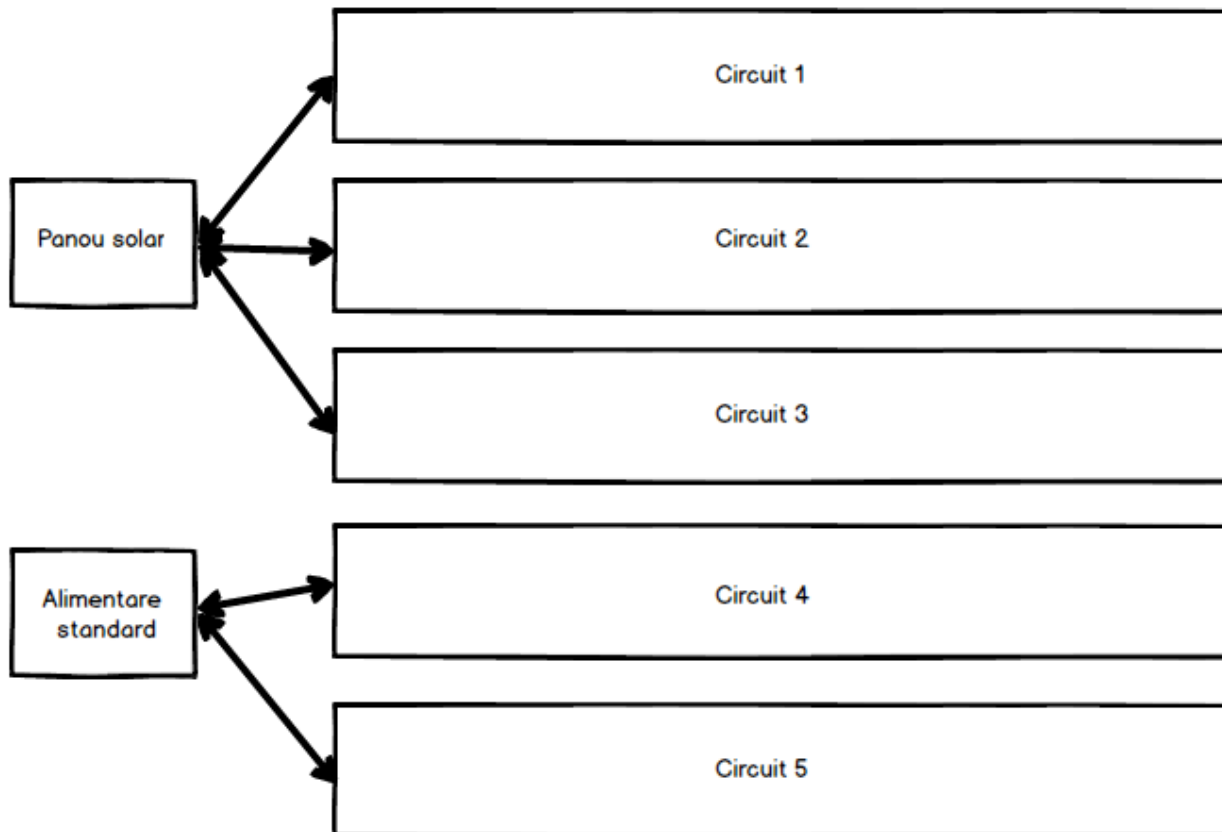 Circuit 1
Panou solar
Circuit 2
Circuit 3
Alimentare
standard
Circuit 4
Circuit 5